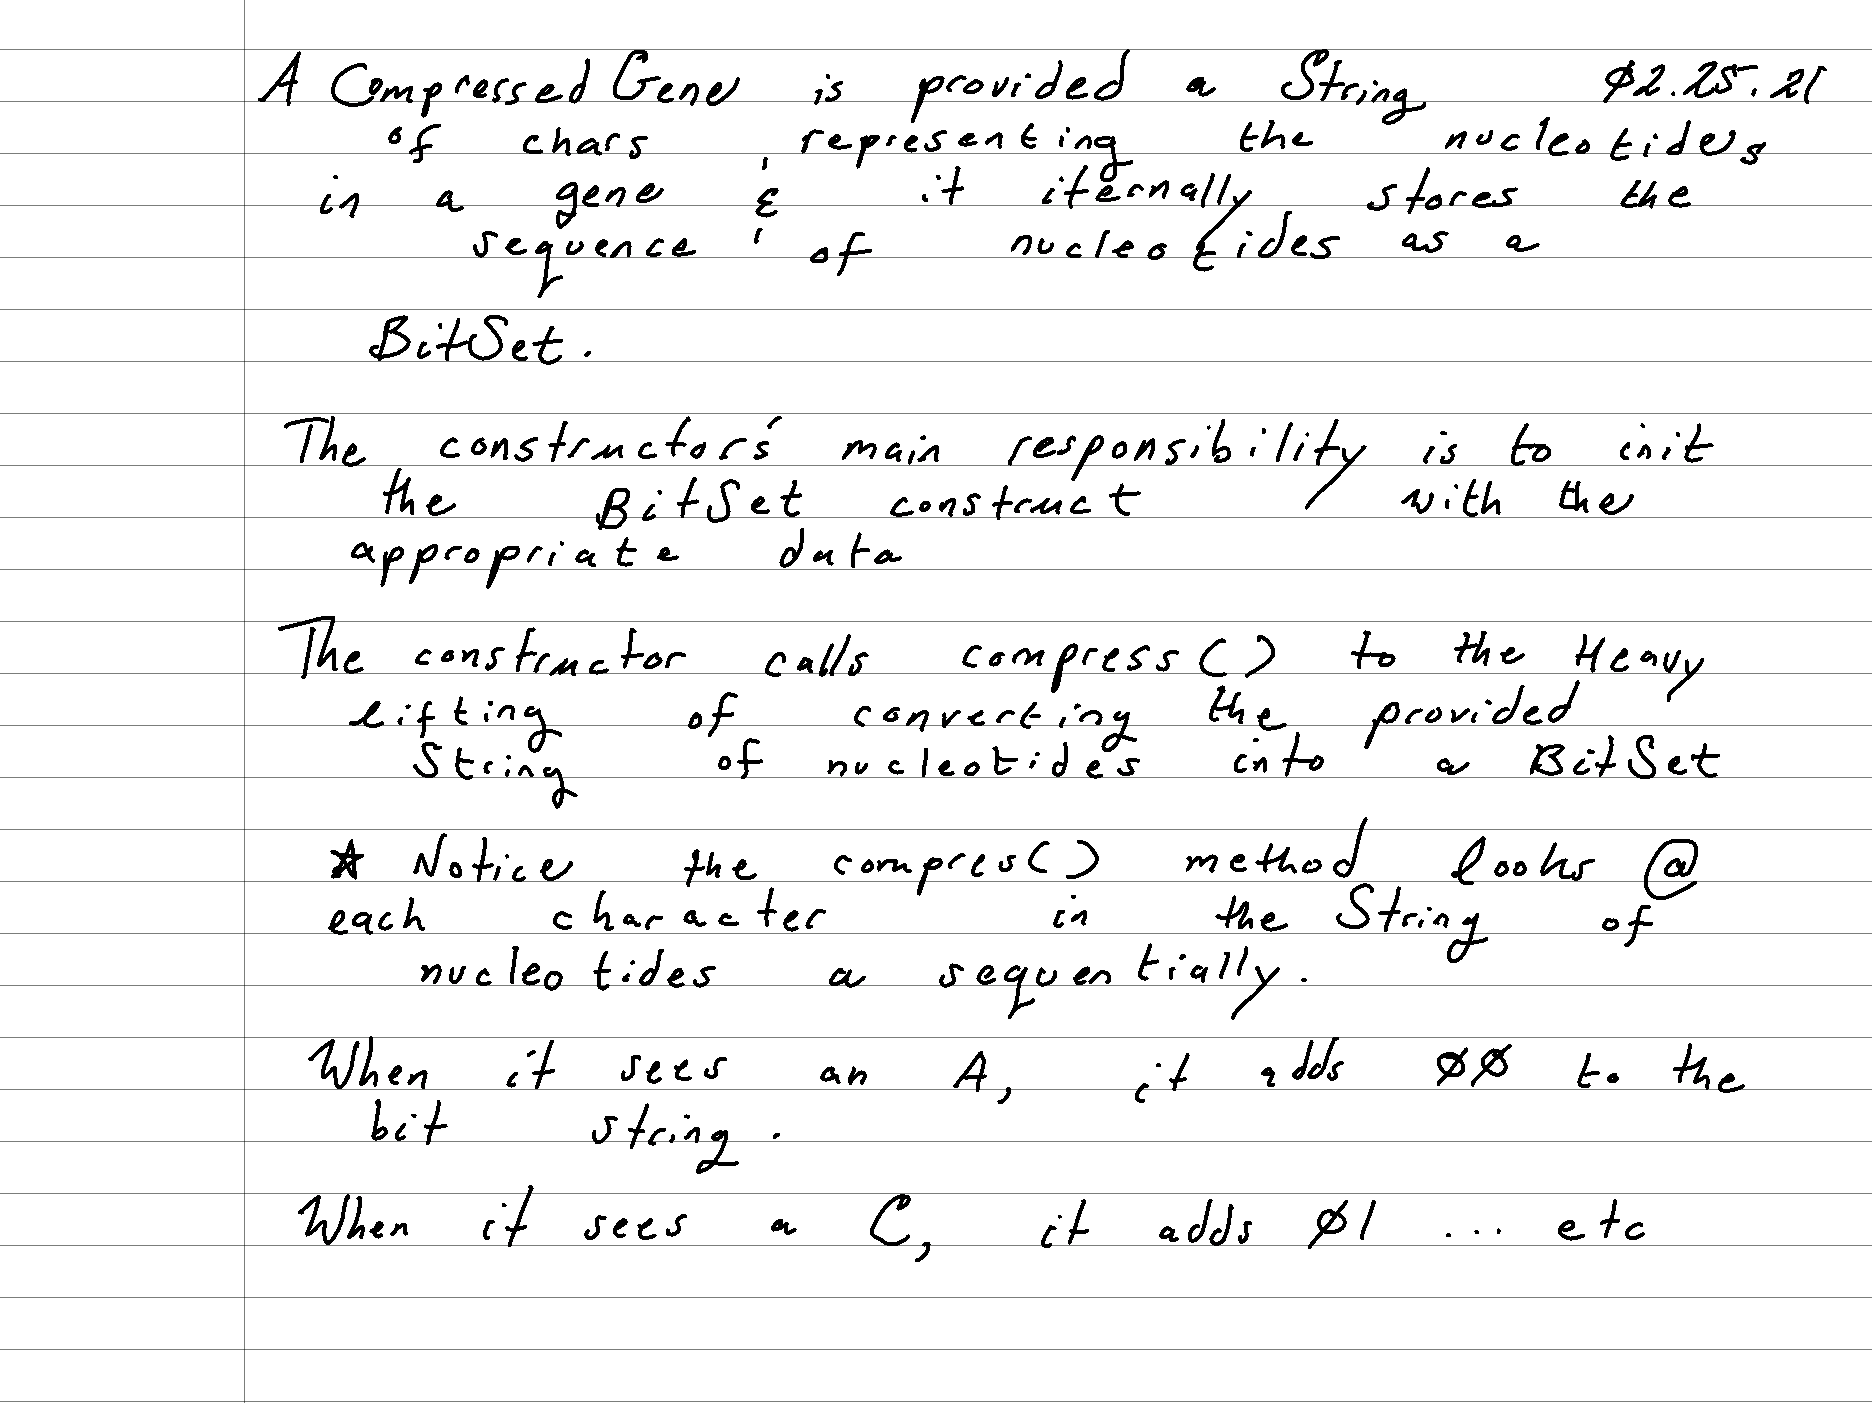 A CompressedGene is provided a String ø2.25.21
of chars, representing the nucleotides
in a gene & it iternally stores the
sequence of nucleotides as a
BitSet.
The constructor's main responsibility is to init
the BitSet construct with the
appropriate data
The constructor calls compress() to the Heavy
lifting of converting the provided
String of nucleotides into a BitSet
☆ Notice the compres() method looks @
each character in the String of
nucleotides a sequentially.
When it sees an A, it adds øø to the
bit string.
When it sees a C, it adds ø1 ... etc